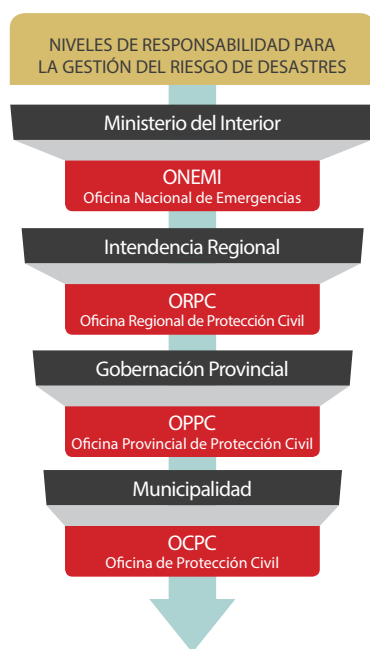 NIVELES DE RESPONSABILIDAD PARA
LA GESTIÓN DEL RIESGO DE DESASTRES
Ministerio del Interior
ONEMI
Oficina Nacional de Emergencias
Intendencia Regional
ORPC
Oficina Regional de Protección Civil
Gobernación Provincial
OPPC
Oficina Provincial de Protección Civil
Municipalidad
OCPC
Oficina de Protección Civil